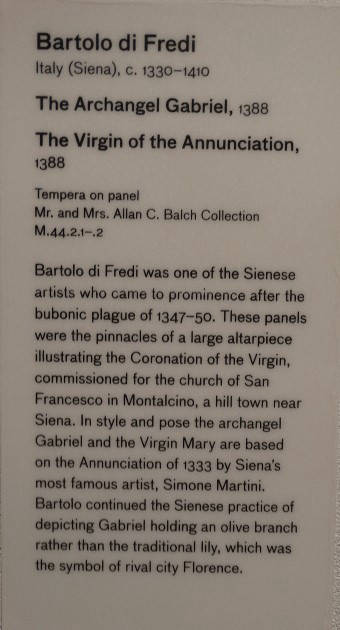 Bartolo di Fredi
Italy (Siena), c. 1330–1410
The Archangel Gabriel, 1388
The Virgin of the Annunciation,
1388
Tempera on panel
Mr. and Mrs. Allan C. Balch Collection
M.44.2.1–.2
Bartolo di Fredi was one of the Sienese
artists who came to prominence after the
bubonic plague of 1347–50. These panels
were the pinnacles of a large altarpiece
illustrating the Coronation of the Virgin,
commissioned for the church of San
Francesco in Montalcino, a hill town near
Siena. In style and pose the archangel
Gabriel and the Virgin Mary are based
on the Annunciation of 1333 by Siena's
most famous artist, Simone Martini.
Bartolo continued the Sienese practice of
depicting Gabriel holding an olive branch
rather than the traditional lily, which was
the symbol of rival city Florence.